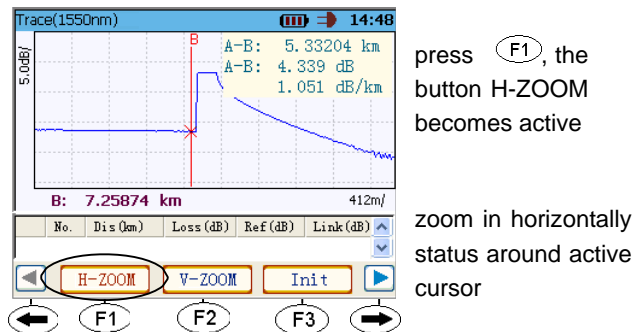 Trace(1550nm) 14:48
5.0dB/
B
A-B: 5.33204 km
A-B: 4.339 dB
1.051 dB/km
B: 7.25874 km 412m/
No. Dis(km) Loss(dB) Ref(dB) Link(dB)
H-ZOOM V-ZOOM Init
F1 F2 F3
press F1, the
button H-ZOOM
becomes active
zoom in horizontally
status around active
cursor